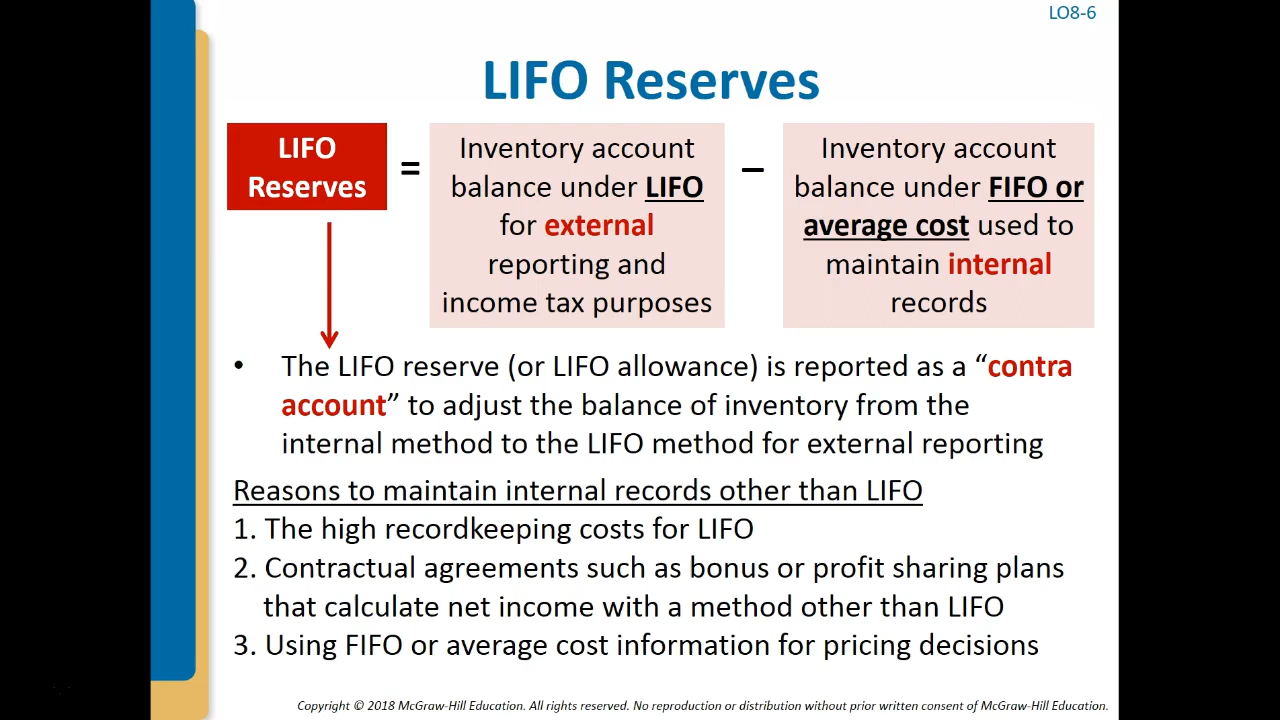 LO8-6
LIFO Reserves
LIFO
Reserves
=
Inventory account
balance under LIFO
for external
reporting and
income tax purposes
–
Inventory account
balance under FIFO or
average cost used to
maintain internal
records
• The LIFO reserve (or LIFO allowance) is reported as a “contra
account” to adjust the balance of inventory from the
internal method to the LIFO method for external reporting
Reasons to maintain internal records other than LIFO
1. The high recordkeeping costs for LIFO
2. Contractual agreements such as bonus or profit sharing plans
that calculate net income with a method other than LIFO
3. Using FIFO or average cost information for pricing decisions
Copyright © 2018 McGraw-Hill Education. All rights reserved. No reproduction or distribution without prior written consent of McGraw-Hill Education.